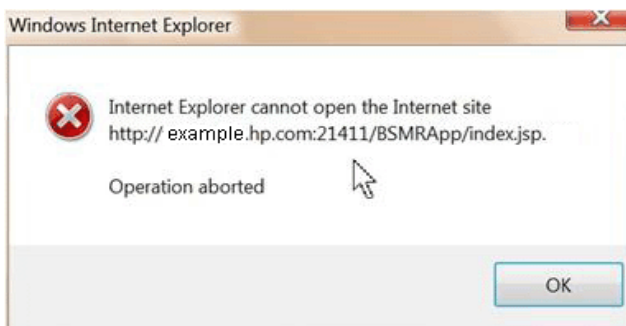 Windows Internet Explorer
Internet Explorer cannot open the Internet site
http:// example.hp.com:21411/BSMRApp/index.jsp.
Operation aborted
OK